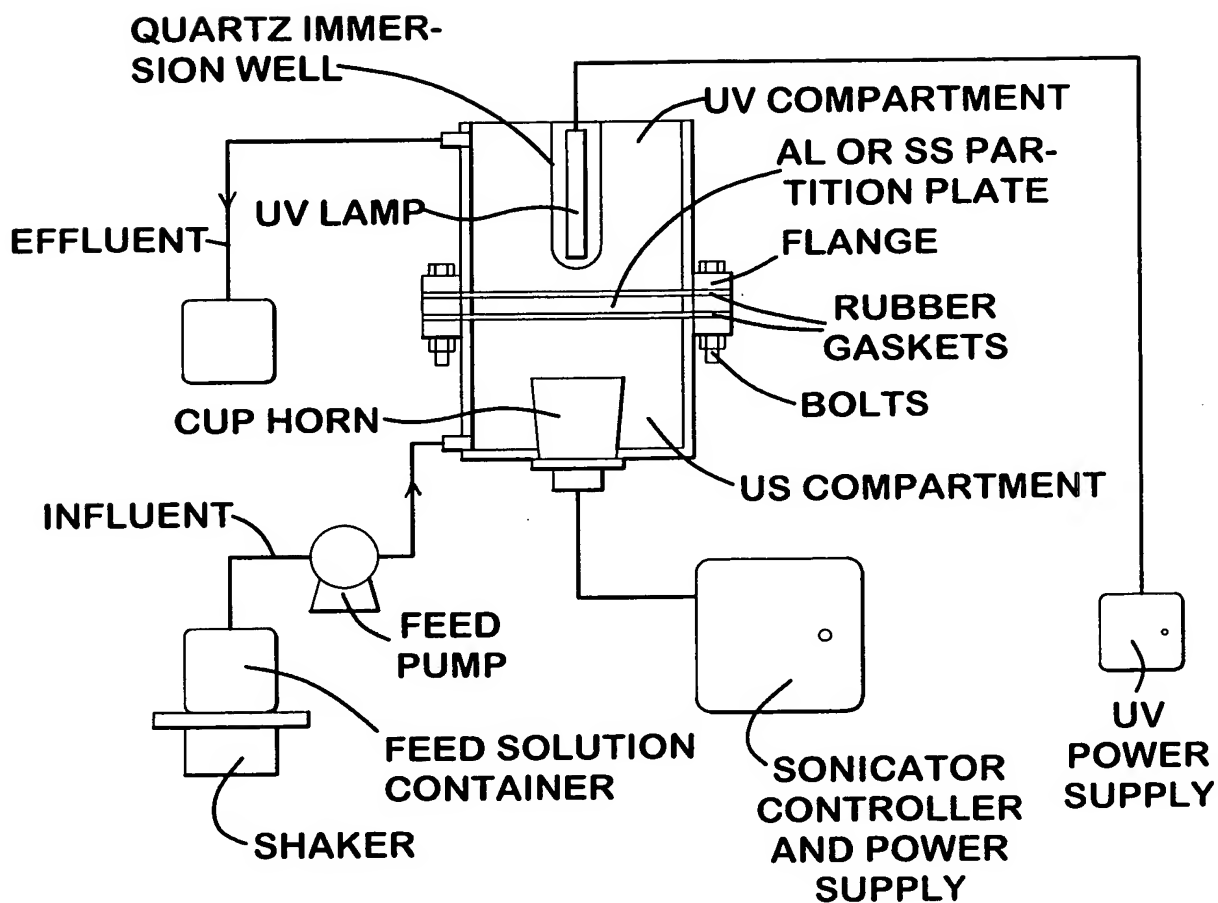 QUARTZ IMMER-
SION WELL
UV COMPARTMENT
AL OR SS PAR-
TITION PLATE
UV LAMP
EFFLUENT
FLANGE
RUBBER
GASKETS
BOLTS
CUP HORN
US COMPARTMENT
INFLUENT
FEED
PUMP
FEED SOLUTION
CONTAINER
SHAKER
SONICATOR
CONTROLLER
AND POWER
SUPPLY
UV
POWER
SUPPLY